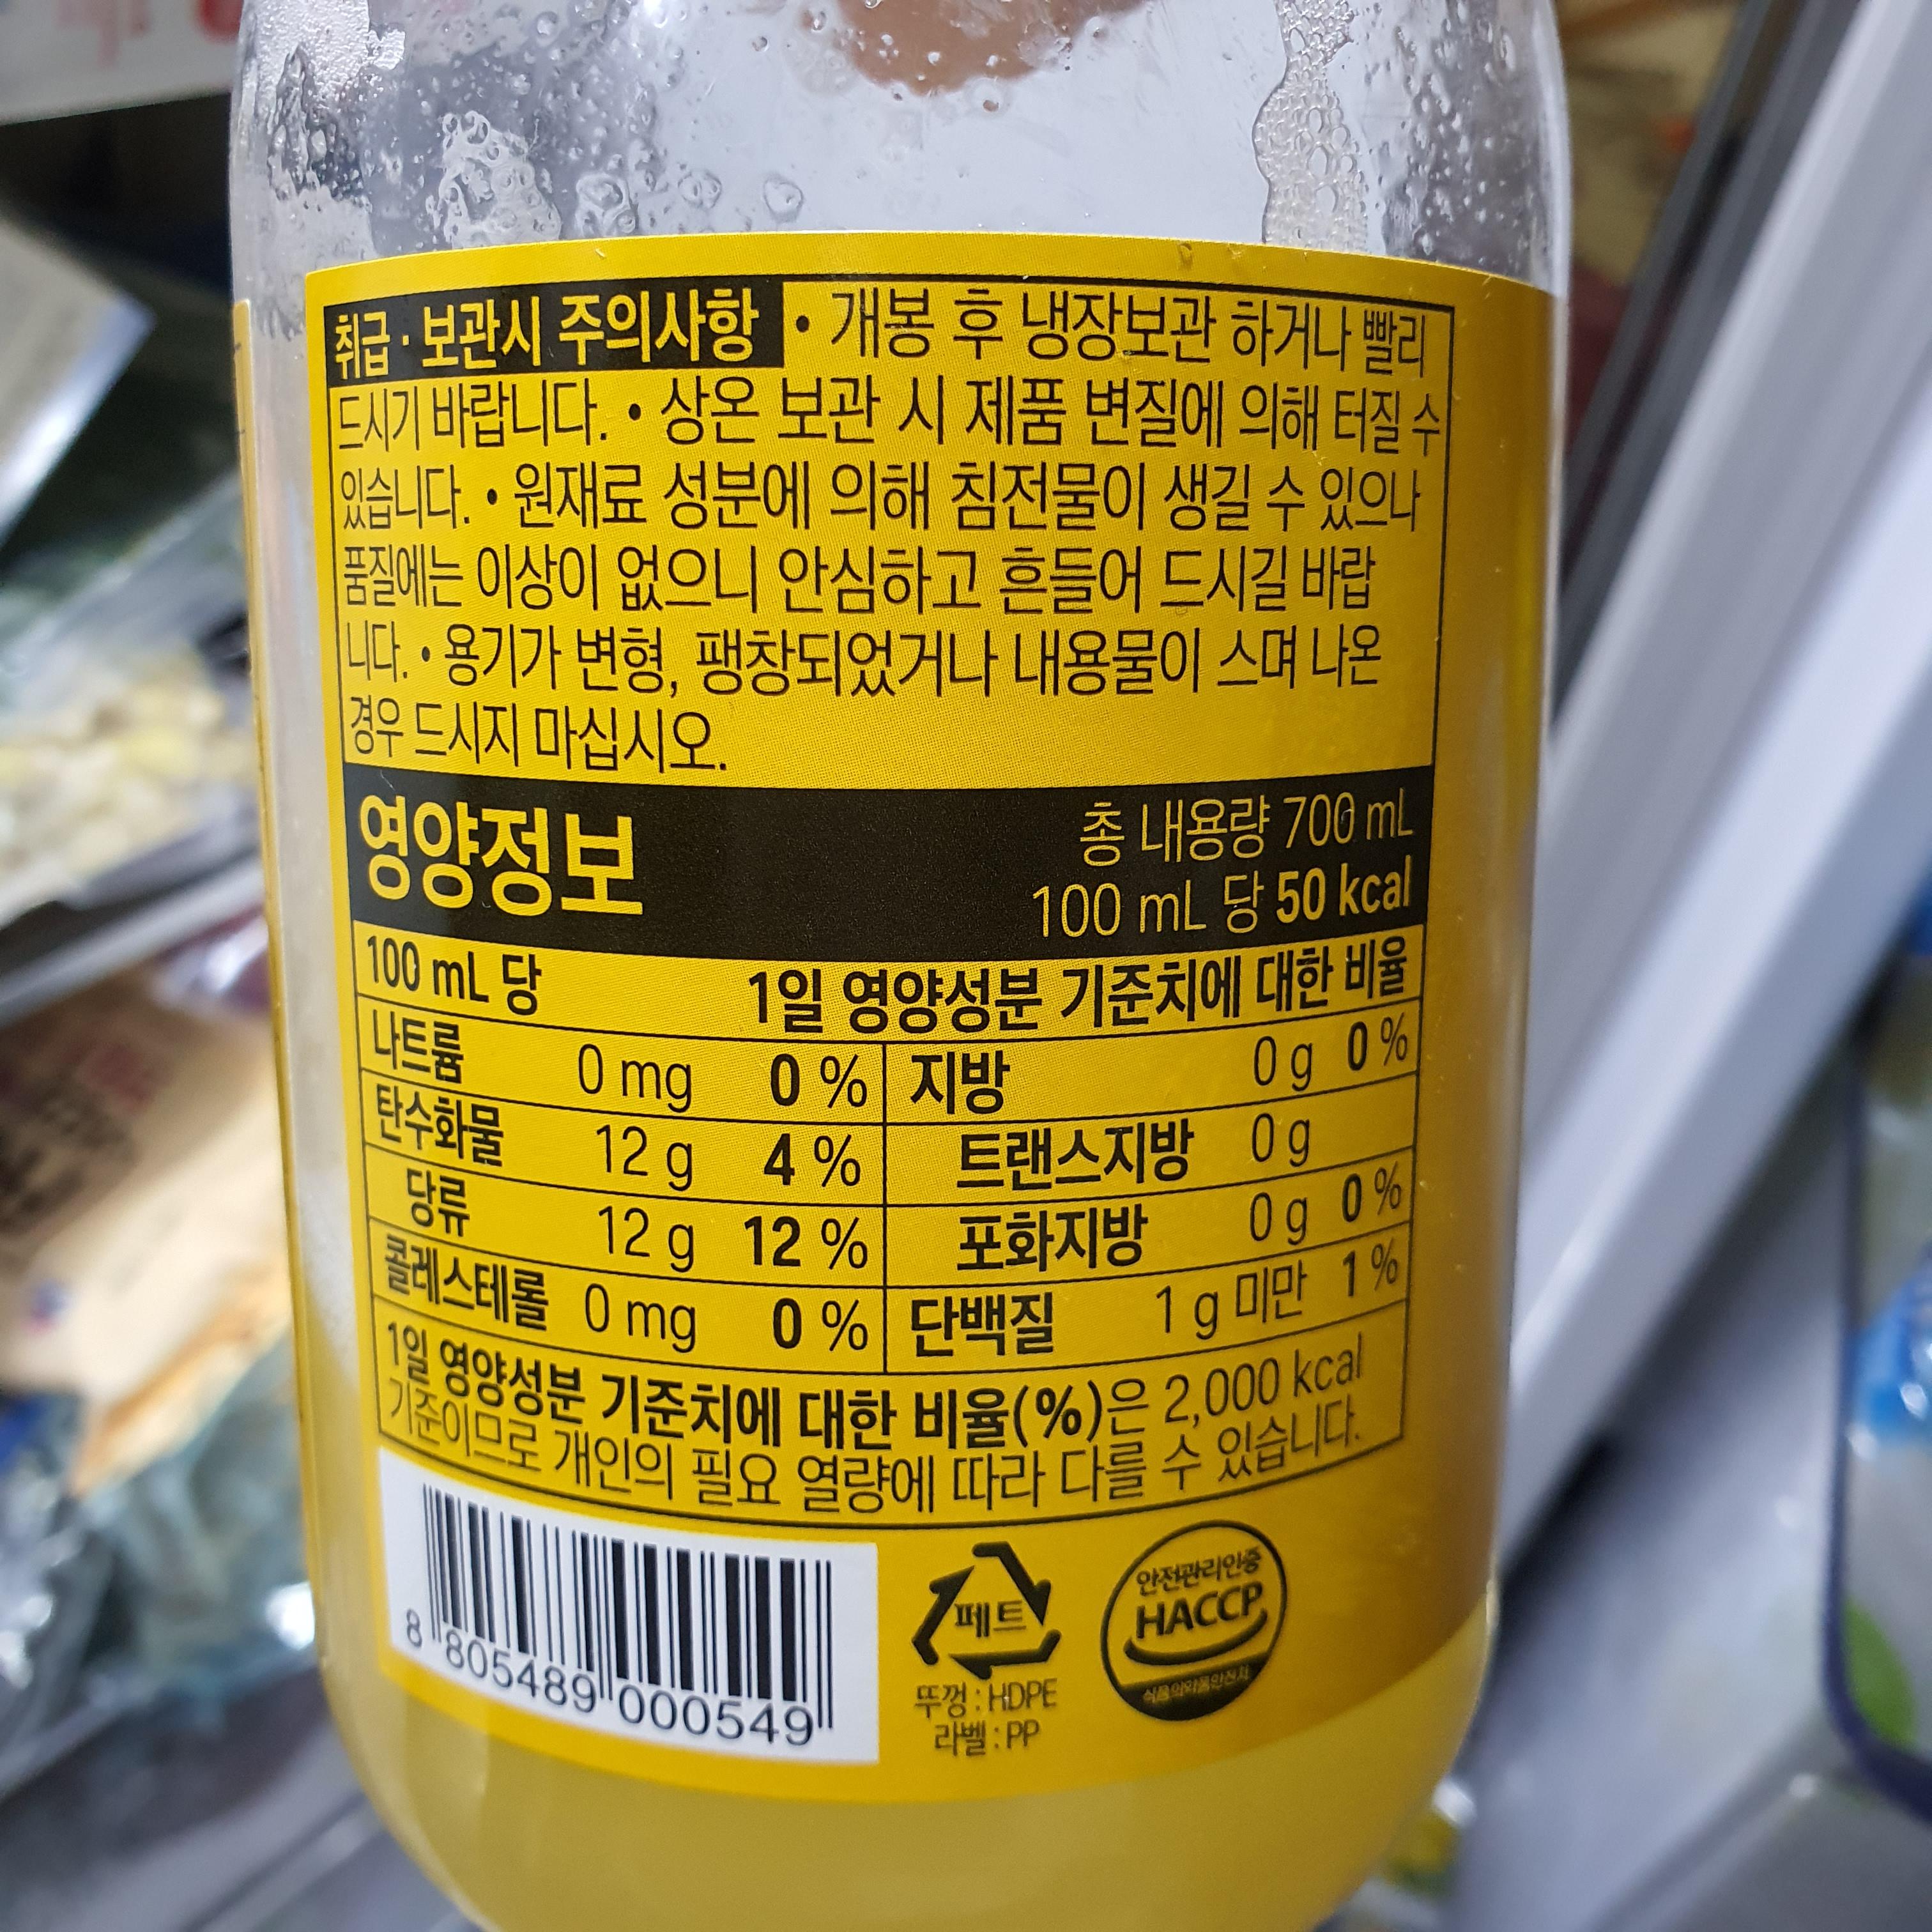 취급·보관시 주의사항 • 개봉 후 냉장보관 하거나 빨리
드시기 바랍니다. • 상온 보관 시 제품 변질에 의해 터질 수
있습니다. • 원재료 성분에 의해 침전물이 생길 수 있으나
품질에는 이상이 없으니 안심하고 흔들어 드시길 바랍
니다. • 용기가 변형, 팽창되었거나 내용물이 스며 나온
경우 드시지 마십시오.
영양정보
총 내용량 700 mL
100 mL 당 50 kcal
100 mL 당 1일 영양성분 기준치에 대한 비율
나트륨 0 mg 0 % 지방 0 g 0 %
탄수화물 12 g 4 % 트랜스지방 0 g
당류 12 g 12 % 포화지방 0 g 0 %
콜레스테롤 0 mg 0 % 단백질 1 g 미만 1 %
1일 영양성분 기준치에 대한 비율(%)은 2,000 kcal
기준이므로 개인의 필요 열량에 따라 다를 수 있습니다.
8 805489 000549
페트
뚜껑 : HDPE
라벨 : PP
안전관리인증
HACCP
식품의약품안전처